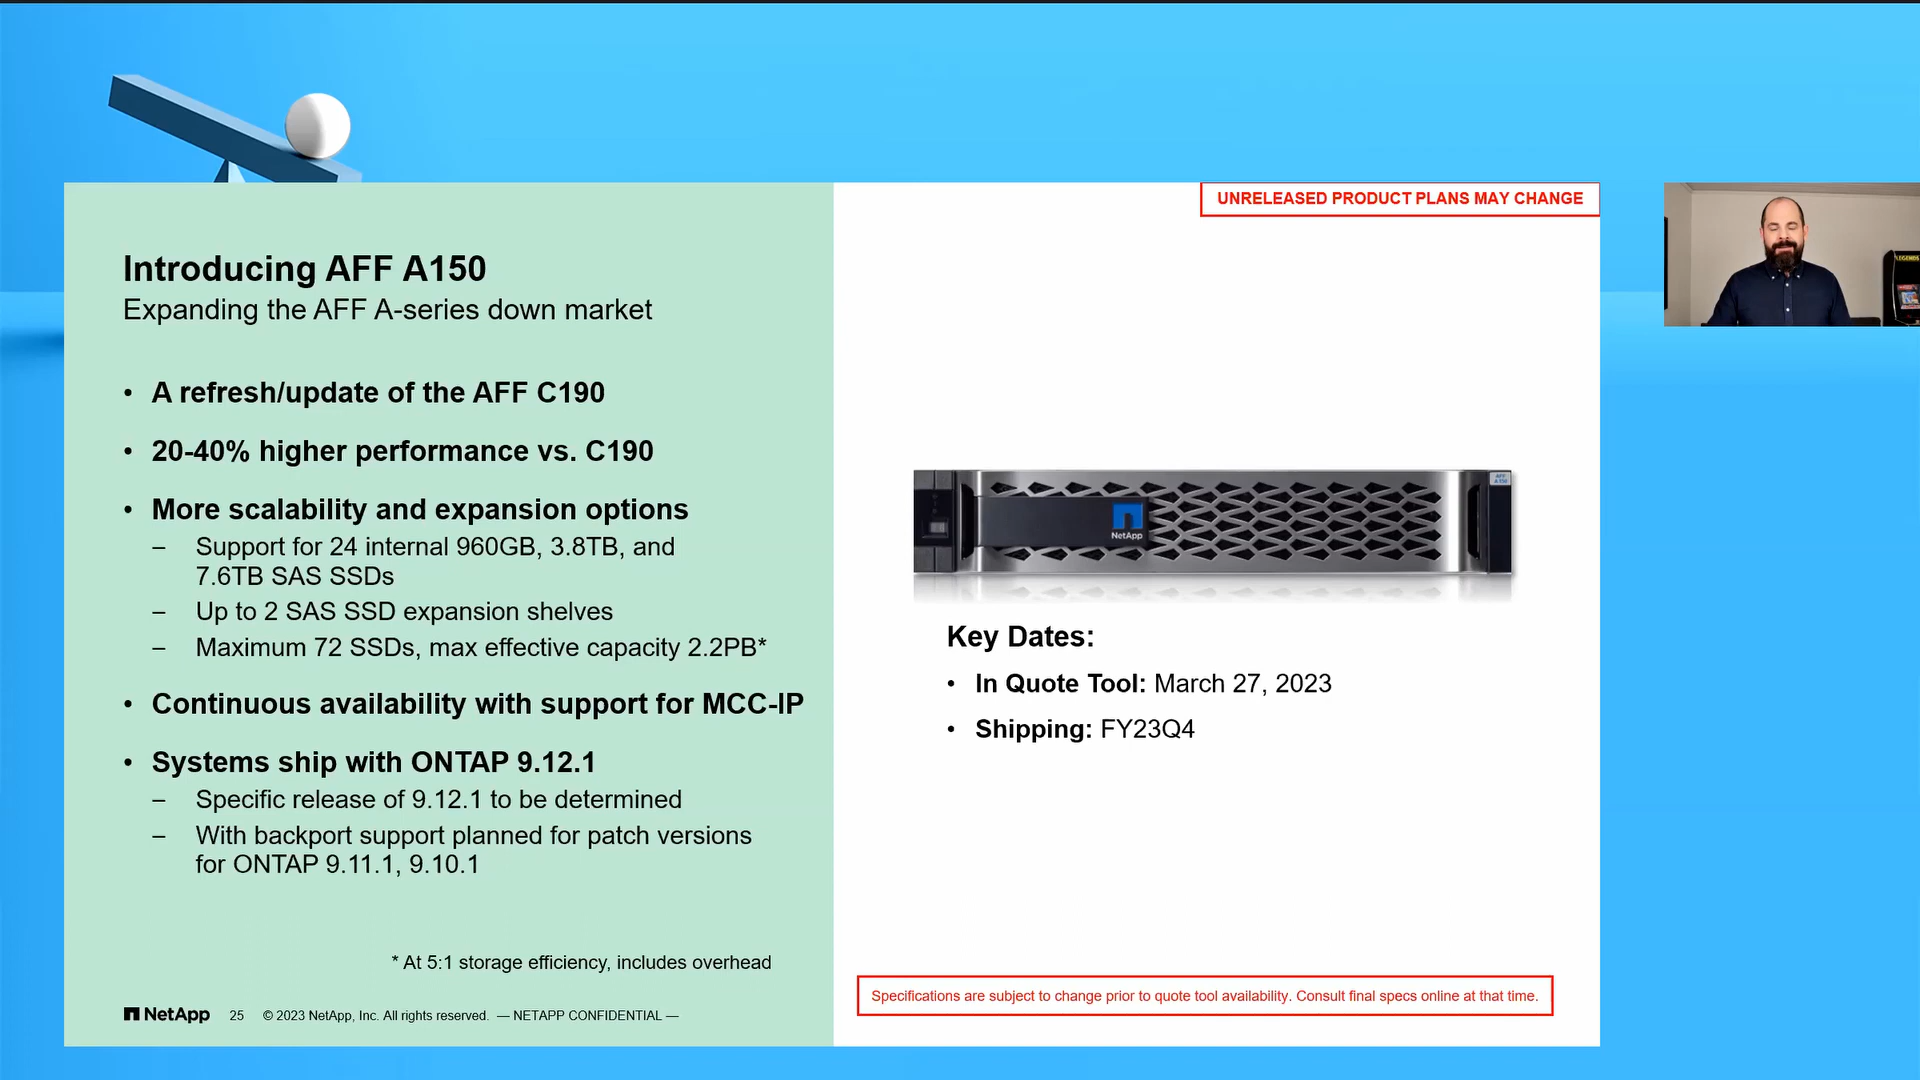 UNRELEASED PRODUCT PLANS MAY CHANGE
Introducing AFF A150
Expanding the AFF A-series down market
• A refresh/update of the AFF C190
• 20-40% higher performance vs. C190
• More scalability and expansion options
– Support for 24 internal 960GB, 3.8TB, and
7.6TB SAS SSDs
– Up to 2 SAS SSD expansion shelves
– Maximum 72 SSDs, max effective capacity 2.2PB*
• Continuous availability with support for MCC-IP
• Systems ship with ONTAP 9.12.1
– Specific release of 9.12.1 to be determined
– With backport support planned for patch versions
for ONTAP 9.11.1, 9.10.1
* At 5:1 storage efficiency, includes overhead
NetApp 25 © 2023 NetApp, Inc. All rights reserved. — NETAPP CONFIDENTIAL —
AFF
A150
NetApp
Key Dates:
• In Quote Tool: March 27, 2023
• Shipping: FY23Q4
Specifications are subject to change prior to quote tool availability. Consult final specs online at that time.
LEGENDS